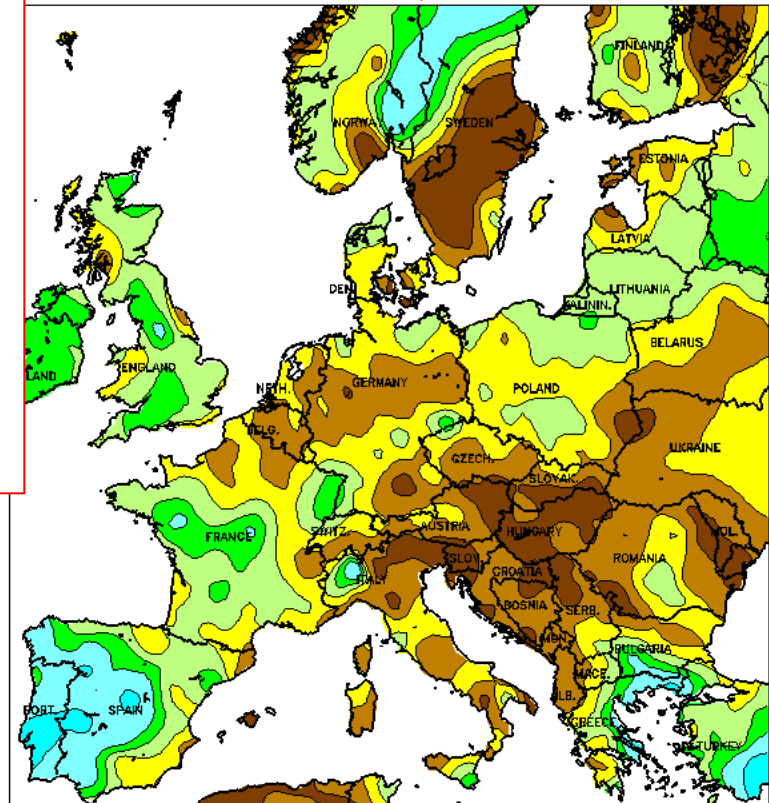 FINLAND
NORWA
SWEDEN
ESTONIA
LATVIA
DEN
LITHUANIA
KALININ.
BELARUS
LAND
ENGLAND
NETH.
GERMANY
POLAND
BELG.
UKRAINE
CZECH.
SLOVAK.
FRANCE
SWITZ.
AUSTRIA
HUNGARY
MOL.
ITALY
SLOV
ROMANIA
CROATIA
BOSNIA
SERB.
MON.
BULGARIA
MACE.
LB.
PORT.
SPAIN
GREECE
TURKEY